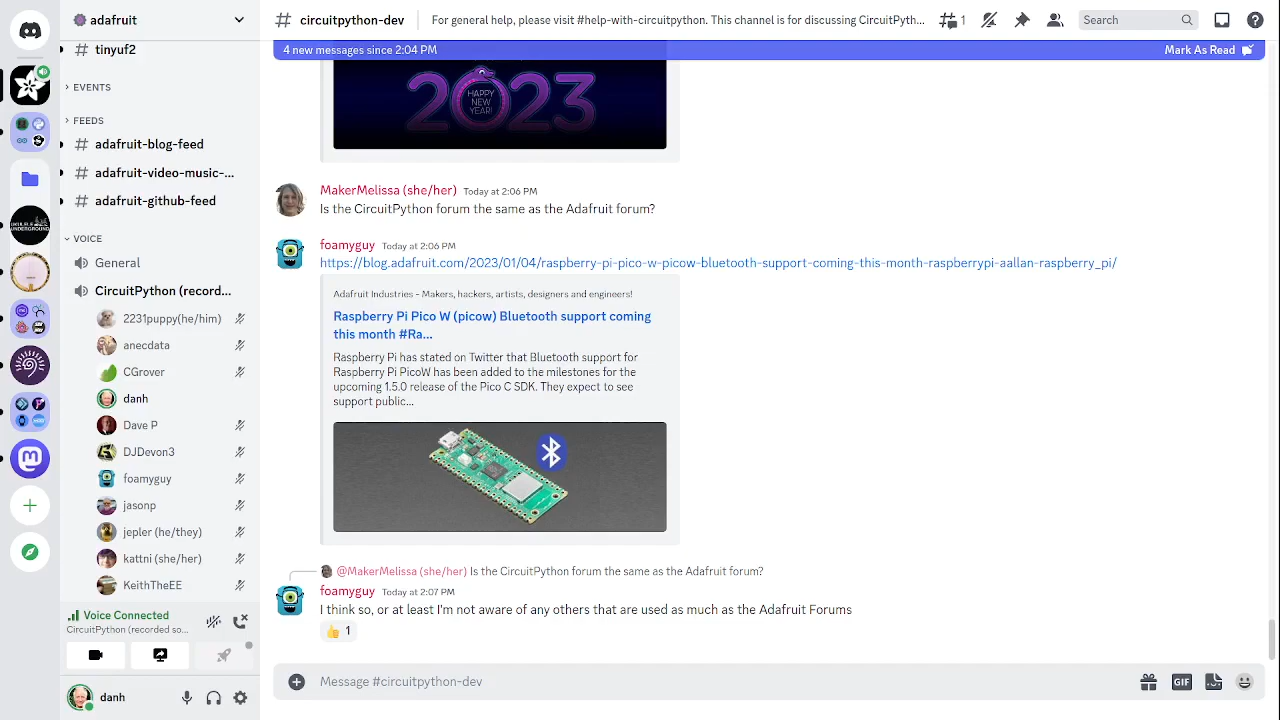 adafruit
tinyuf2
EVENTS
FEEDS
adafruit-blog-feed
adafruit-video-music-...
adafruit-github-feed
VOICE
General
CircuitPython (record...
2231puppy(he/him)
anecdata
CGrover
danh
Dave P
DJDevon3
foamyguy
jasonp
jepler (he/they)
kattni (she/her)
KeithTheEE
Voice Connected
CircuitPython (recorded so...
danh
# circuitpython-dev
For general help, please visit #help-with-circuitpython. This channel is for discussing CircuitPyth...
1
Search
4 new messages since 2:04 PM
Mark As Read
2023
HAPPY
NEW
YEAR!
MakerMelissa (she/her) Today at 2:06 PM
Is the CircuitPython forum the same as the Adafruit forum?
foamyguy Today at 2:06 PM
https://blog.adafruit.com/2023/01/04/raspberry-pi-pico-w-picow-bluetooth-support-coming-this-month-raspberrypi-aallan-raspberry_pi/
Adafruit Industries - Makers, hackers, artists, designers and engineers!
Raspberry Pi Pico W (picow) Bluetooth support coming
this month #Ra...
Raspberry Pi has stated on Twitter that Bluetooth support for
Raspberry Pi PicoW has been added to the milestones for the
upcoming 1.5.0 release of the Pico C SDK. They expect to see
support public...
@MakerMelissa (she/her) Is the CircuitPython forum the same as the Adafruit forum?
foamyguy Today at 2:07 PM
I think so, or at least I'm not aware of any others that are used as much as the Adafruit Forums
1
Message #circuitpython-dev
GIF